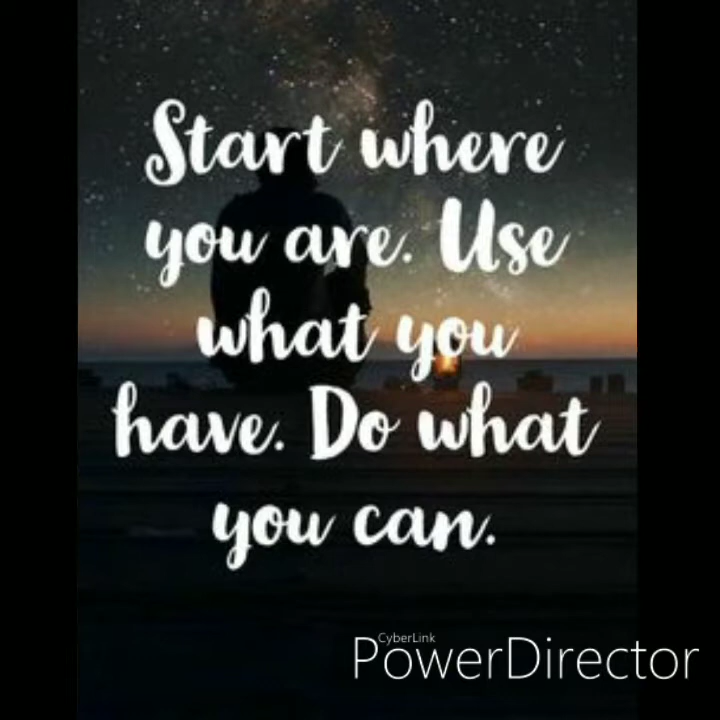 Start where
you are. Use
what you
have. Do what
you can.
CyberLink
PowerDirector